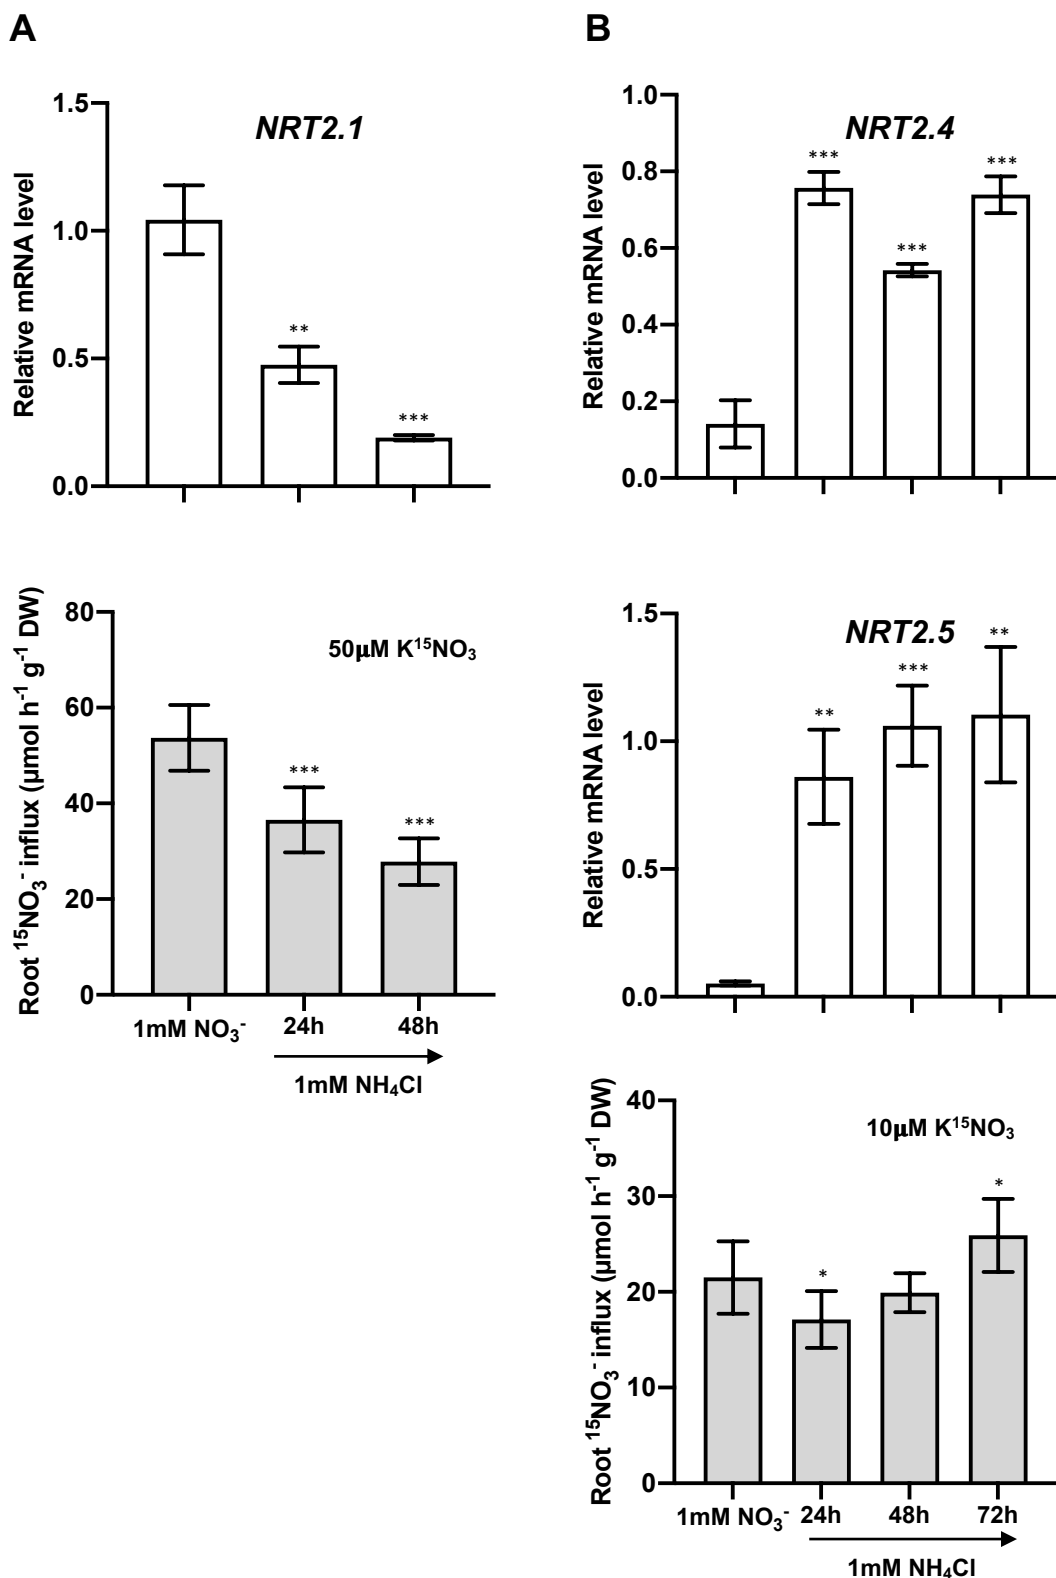 A
NRT2.1
Relative mRNA level
1.5
1.0
** 
0.5
***
0.0
Root ¹⁵NO₃⁻ influx (µmol h⁻¹ g⁻¹ DW)
80
50µM K¹⁵NO₃
60
***
40
***
20
0
1mM NO₃⁻ 24h 48h
1mM NH₄Cl
B
NRT2.4
Relative mRNA level
1.0
*** ***
0.8
***
0.6
0.4
0.2
0.0
NRT2.5
Relative mRNA level
1.5
** *** **
1.0
0.5
0.0
Root ¹⁵NO₃⁻ influx (µmol h⁻¹ g⁻¹ DW)
40
10µM K¹⁵NO₃
30
* *
20
10
0
1mM NO₃⁻ 24h 48h 72h
1mM NH₄Cl